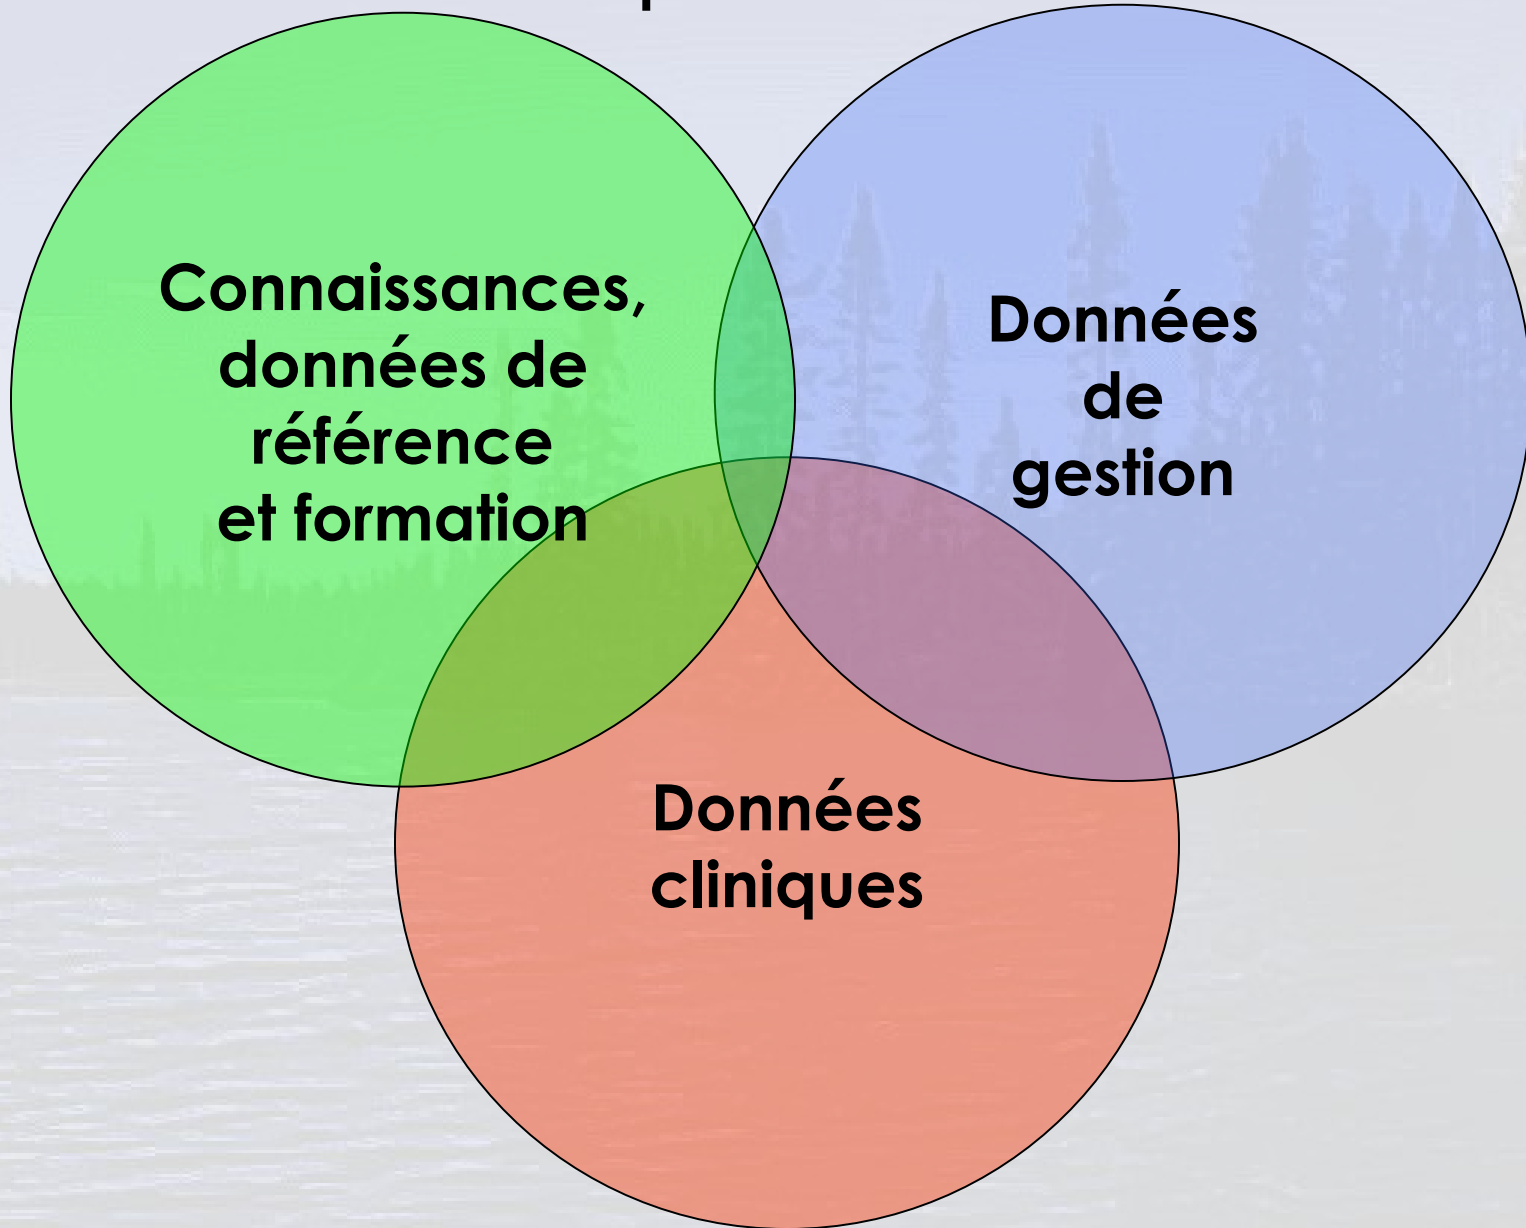 Connaissances,
données de
référence
et formation
Données
de
gestion
Données
cliniques